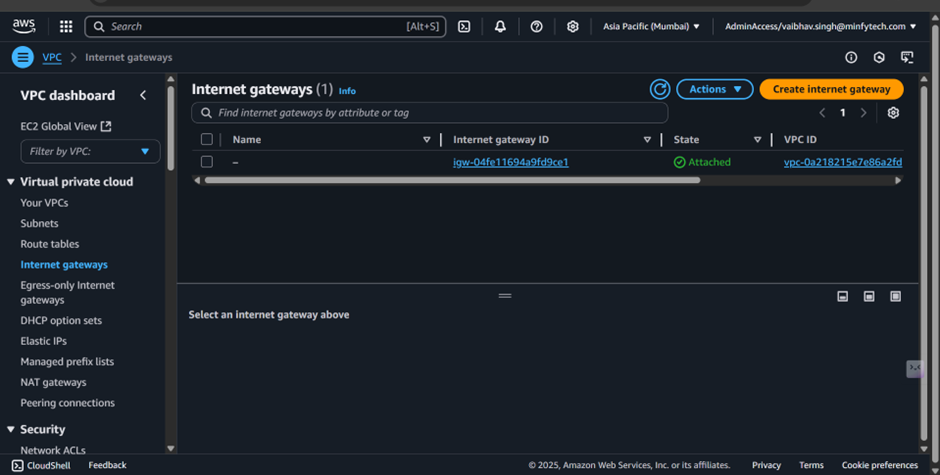 aws
Search [Alt+S] Asia Pacific (Mumbai) AdminAccess/vaibhav.singh@minfytech.com
VPC Internet gateways
VPC dashboard
EC2 Global View
Filter by VPC:
Virtual private cloud
Your VPCs
Subnets
Route tables
Internet gateways
Egress-only Internet
gateways
DHCP option sets
Elastic IPs
Managed prefix lists
NAT gateways
Peering connections
Security
Network ACLs
Internet gateways (1) Info
Actions
Create internet gateway
Find internet gateways by attribute or tag
1
Name Internet gateway ID State VPC ID
– igw-04fe11694a9fd9ce1 Attached vpc-0a218215e7e86a2fd
Select an internet gateway above
CloudShell Feedback © 2025, Amazon Web Services, Inc. or its affiliates. Privacy Terms Cookie preferences